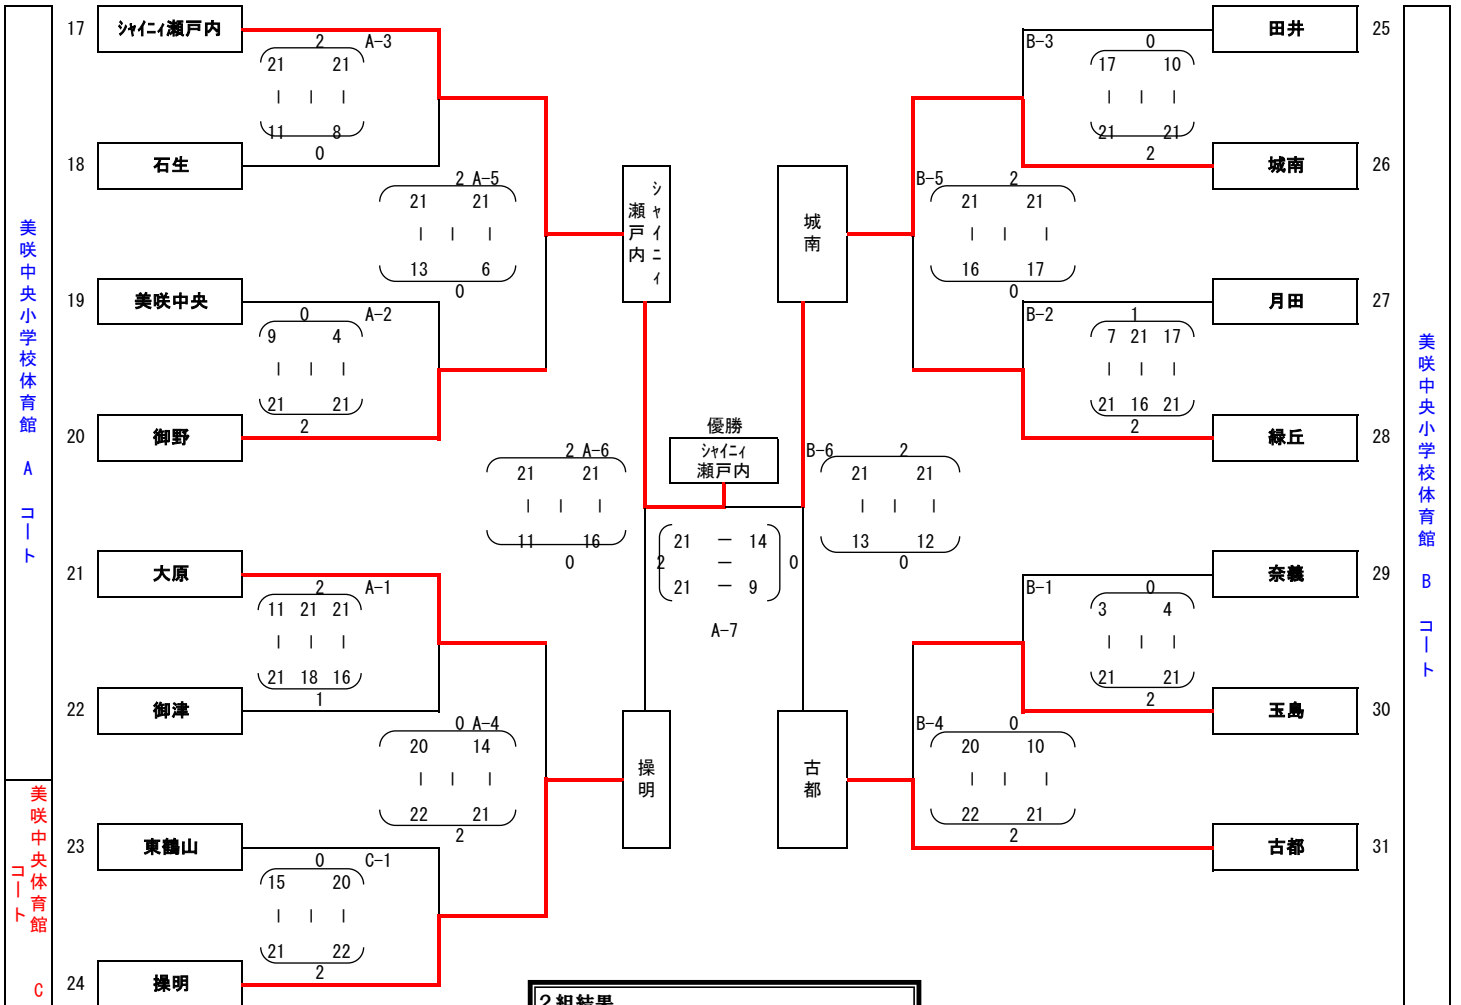 美咲中央小学校体育館 A コート
美咲中央体育館 C
コート
17 シャイニィ瀬戸内
2 A-3
21 21
11 8
0
18 石生
2 A-5
21 21
13 6
0
19 美咲中央
0 A-2
9 4
21 21
2
20 御野
2 A-6
21 21
11 16
0
21 大原
2 A-1
11 21 21
21 18 16
1
22 御津
0 A-4
20 14
22 21
2
23 東鶴山
0 C-1
15 20
21 22
2
24 操明
シャイニィ
瀬戸内
操明
優勝
シャイニィ
瀬戸内
21 － 14
2 － 0
21 － 9
A-7
城南
古都
田井 25
B-3 0
17 10
21 21
2
城南 26
B-5 2
21 21
16 17
0
月田 27
B-2 1
7 21 17
21 16 21
2
緑丘 28
B-6 2
21 21
13 12
0
奈義 29
B-1 0
3 4
21 21
2
玉島 30
B-4 0
20 10
22 21
2
古都 31
美咲中央小学校体育館 B コート
2組結果